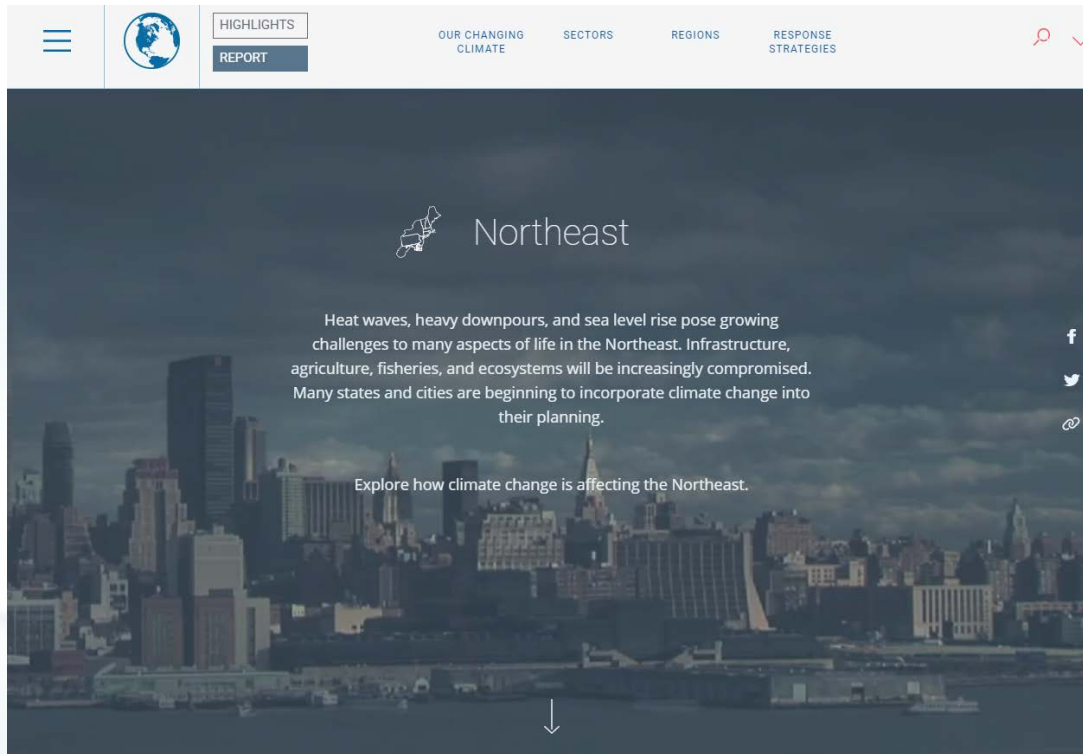 HIGHLIGHTS
REPORT
OUR CHANGING
CLIMATE
SECTORS
REGIONS
RESPONSE
STRATEGIES
Northeast
Heat waves, heavy downpours, and sea level rise pose growing
challenges to many aspects of life in the Northeast. Infrastructure,
agriculture, fisheries, and ecosystems will be increasingly compromised.
Many states and cities are beginning to incorporate climate change into
their planning.
Explore how climate change is affecting the Northeast.